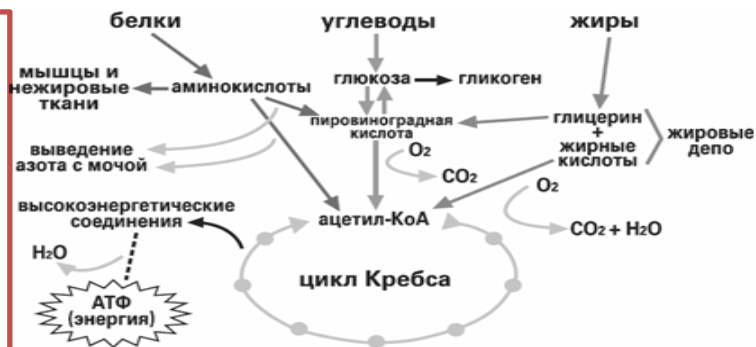 белки
углеводы
жиры
мышцы и
нежировые
ткани
аминокислоты
глюкоза
гликоген
пировиноградная
кислота
глицерин
+
жирные
кислоты
жировые
депо
выведение
азота с мочой
O₂
CO₂
O₂
CO₂ + H₂O
высокоэнергетические
соединения
ацетил-КоА
H₂O
цикл Кребса
АТФ
(энергия)